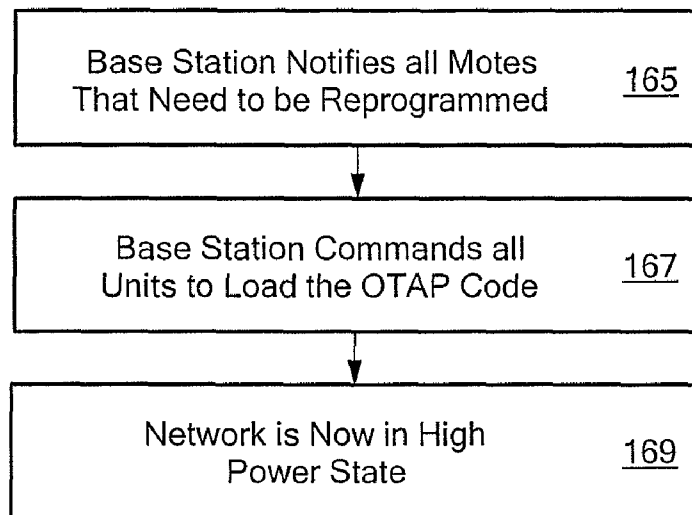 Base Station Notifies all Motes
That Need to be Reprogrammed
165
Base Station Commands all
Units to Load the OTAP Code
167
Network is Now in High
Power State
169